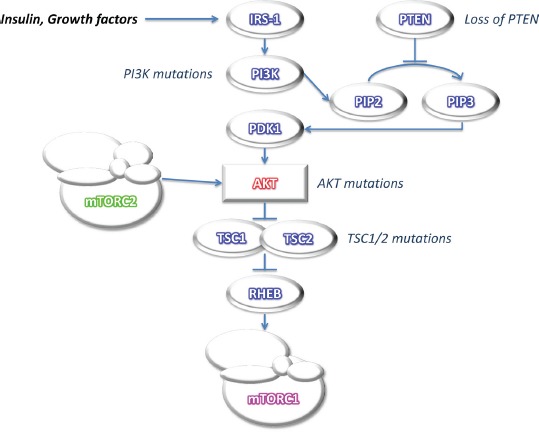 Insulin, Growth factors
IRS-1
PTEN
Loss of PTEN
PI3K mutations
PI3K
PIP2
PIP3
PDK1
AKT
AKT mutations
mTORC2
TSC1
TSC2
TSC1/2 mutations
RHEB
mTORC1